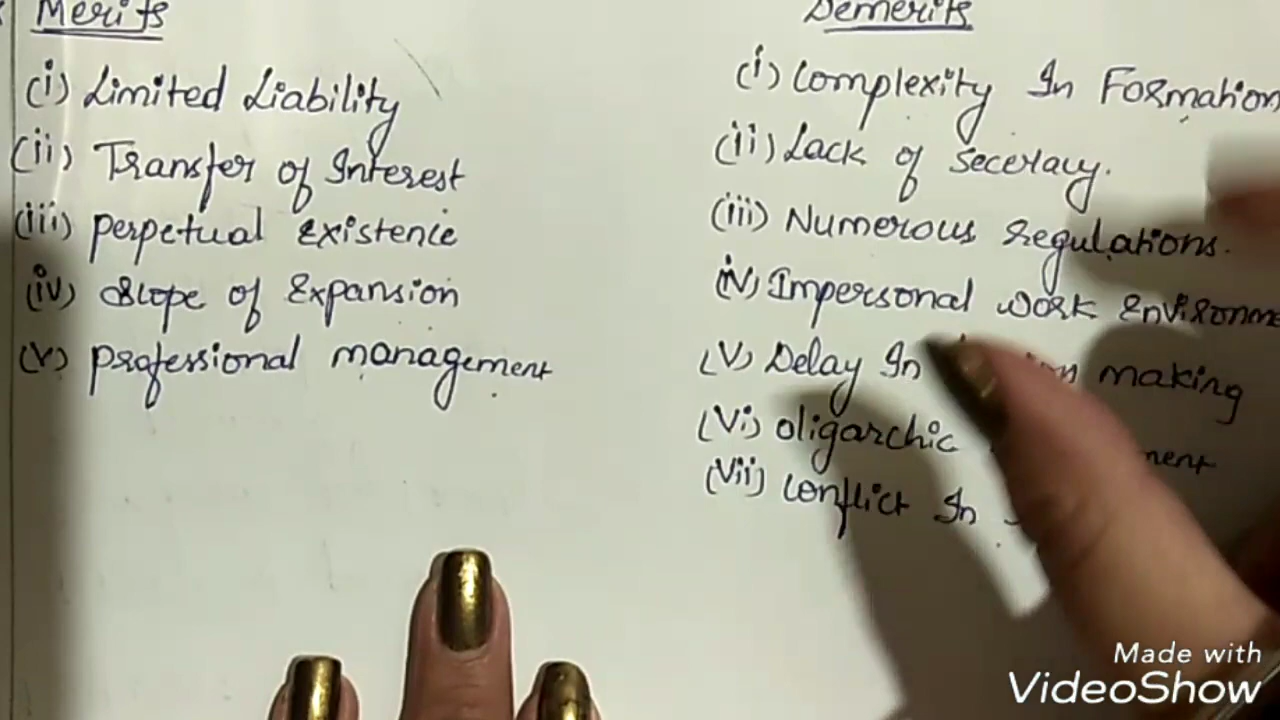 Merits
(i) Limited Liability
(ii) Transfer of Interest
(iii) Perpetual Existence
(iv) Slope of Expansion
(v) Professional management
Demerits
(i) Complexity In Formation
(ii) Lack of Seceracy.
(iii) Numerous Regulations.
(iv) Impersonal Work Environme
(v) Delay In making
(vi) oligarchic
(vii) Conflict In
Made with
VideoShow